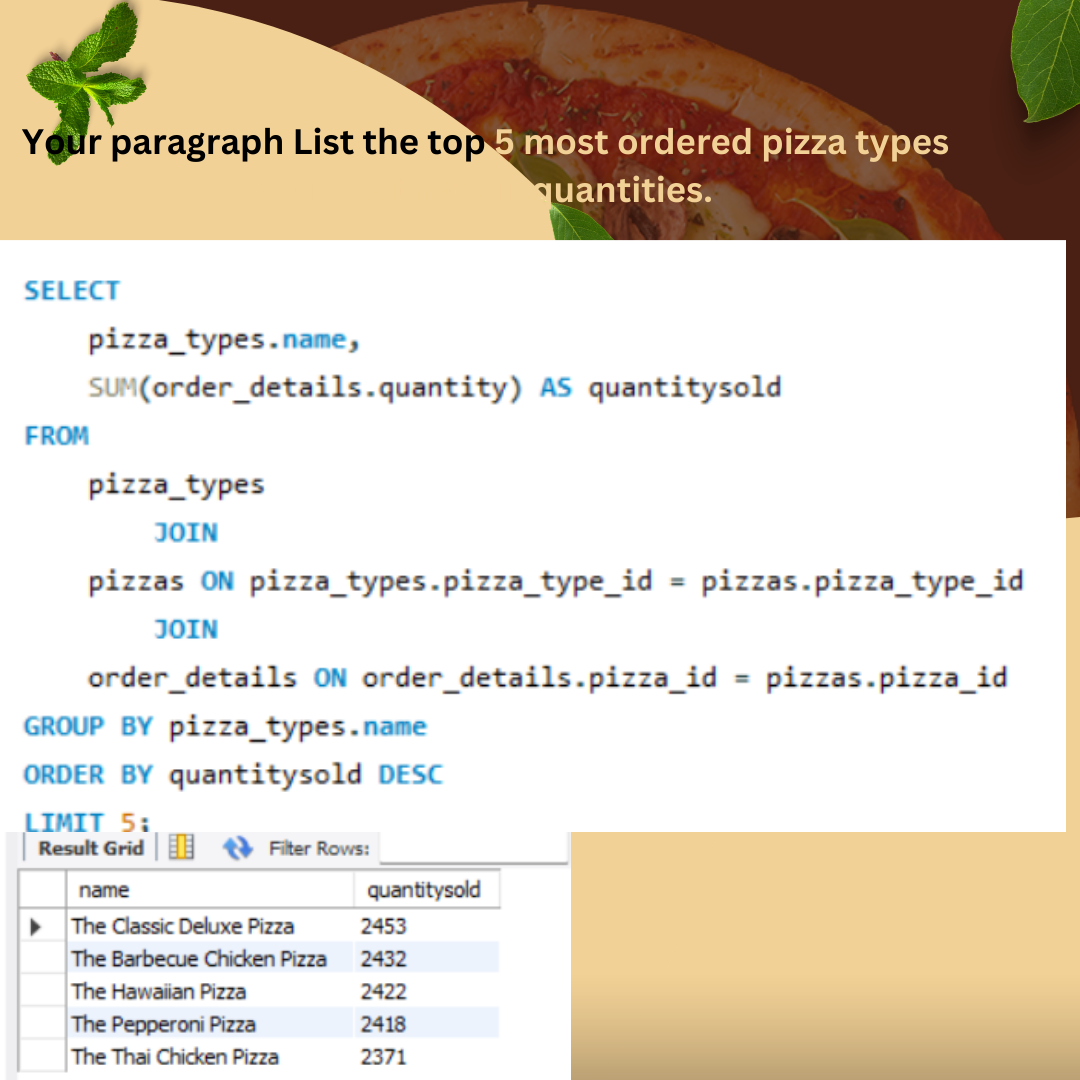 Your paragraph List the top 5 most ordered pizza types
quantities.
SELECT
pizza_types.name,
SUM(order_details.quantity) AS quantitysold
FROM
pizza_types
JOIN
pizzas ON pizza_types.pizza_type_id = pizzas.pizza_type_id
JOIN
order_details ON order_details.pizza_id = pizzas.pizza_id
GROUP BY pizza_types.name
ORDER BY quantitysold DESC
LIMIT 5;
Result Grid Filter Rows:
name quantitysold
The Classic Deluxe Pizza 2453
The Barbecue Chicken Pizza 2432
The Hawaiian Pizza 2422
The Pepperoni Pizza 2418
The Thai Chicken Pizza 2371